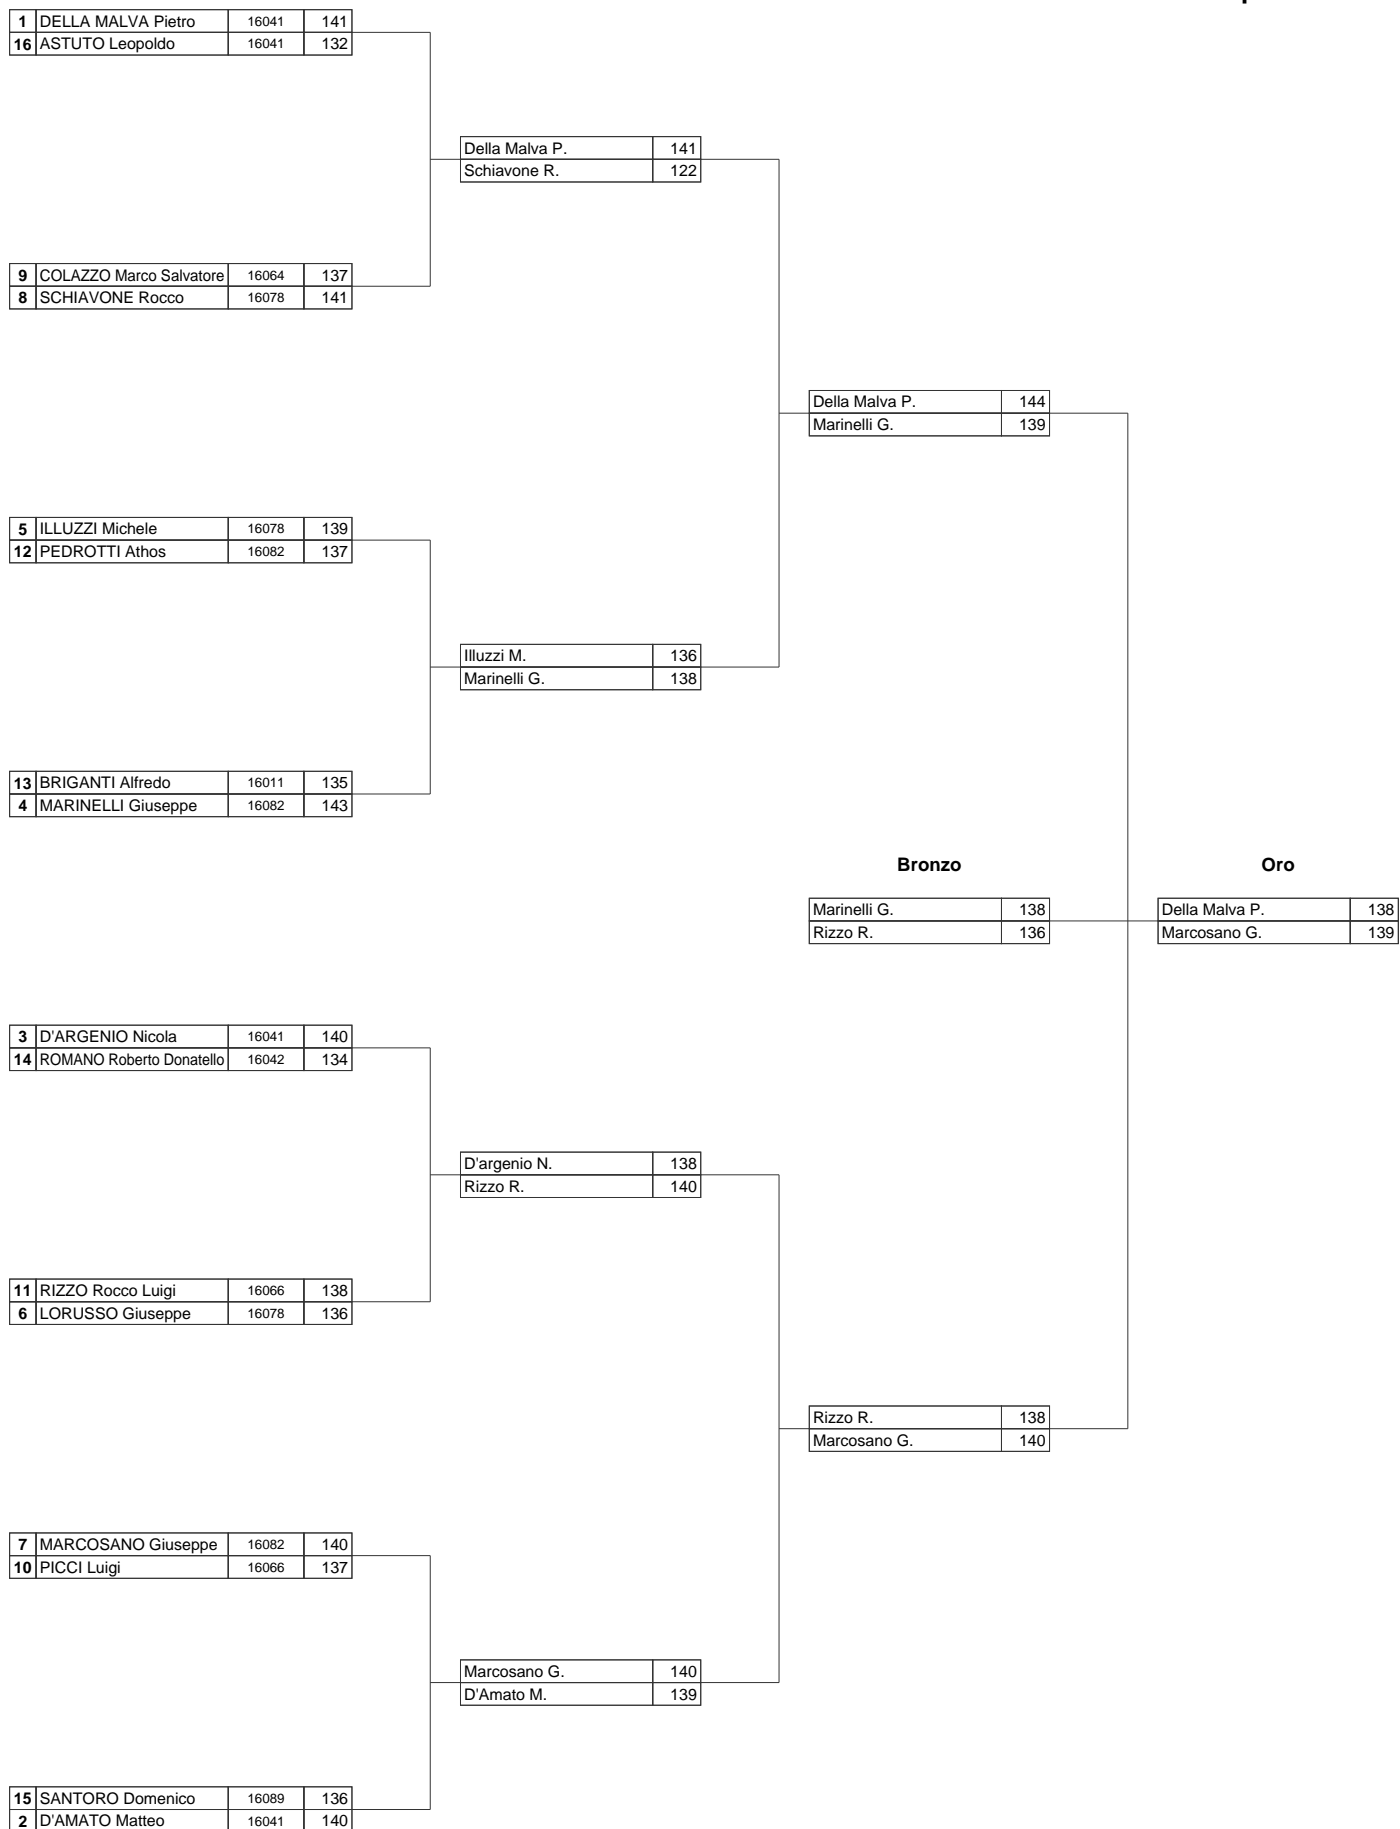 1 DELLA MALVA Pietro 16041 141
16 ASTUTO Leopoldo 16041 132
Della Malva P. 141
Schiavone R. 122
9 COLAZZO Marco Salvatore 16064 137
8 SCHIAVONE Rocco 16078 141
Della Malva P. 144
Marinelli G. 139
5 ILLUZZI Michele 16078 139
12 PEDROTTI Athos 16082 137
Illuzzi M. 136
Marinelli G. 138
13 BRIGANTI Alfredo 16011 135
4 MARINELLI Giuseppe 16082 143
Bronzo Oro
Marinelli G. 138 Della Malva P. 138
Rizzo R. 136 Marcosano G. 139
3 D'ARGENIO Nicola 16041 140
14 ROMANO Roberto Donatello 16042 134
D'argenio N. 138
Rizzo R. 140
11 RIZZO Rocco Luigi 16066 138
6 LORUSSO Giuseppe 16078 136
Rizzo R. 138
Marcosano G. 140
7 MARCOSANO Giuseppe 16082 140
10 PICCI Luigi 16066 137
Marcosano G. 140
D'Amato M. 139
15 SANTORO Domenico 16089 136
2 D'AMATO Matteo 16041 140